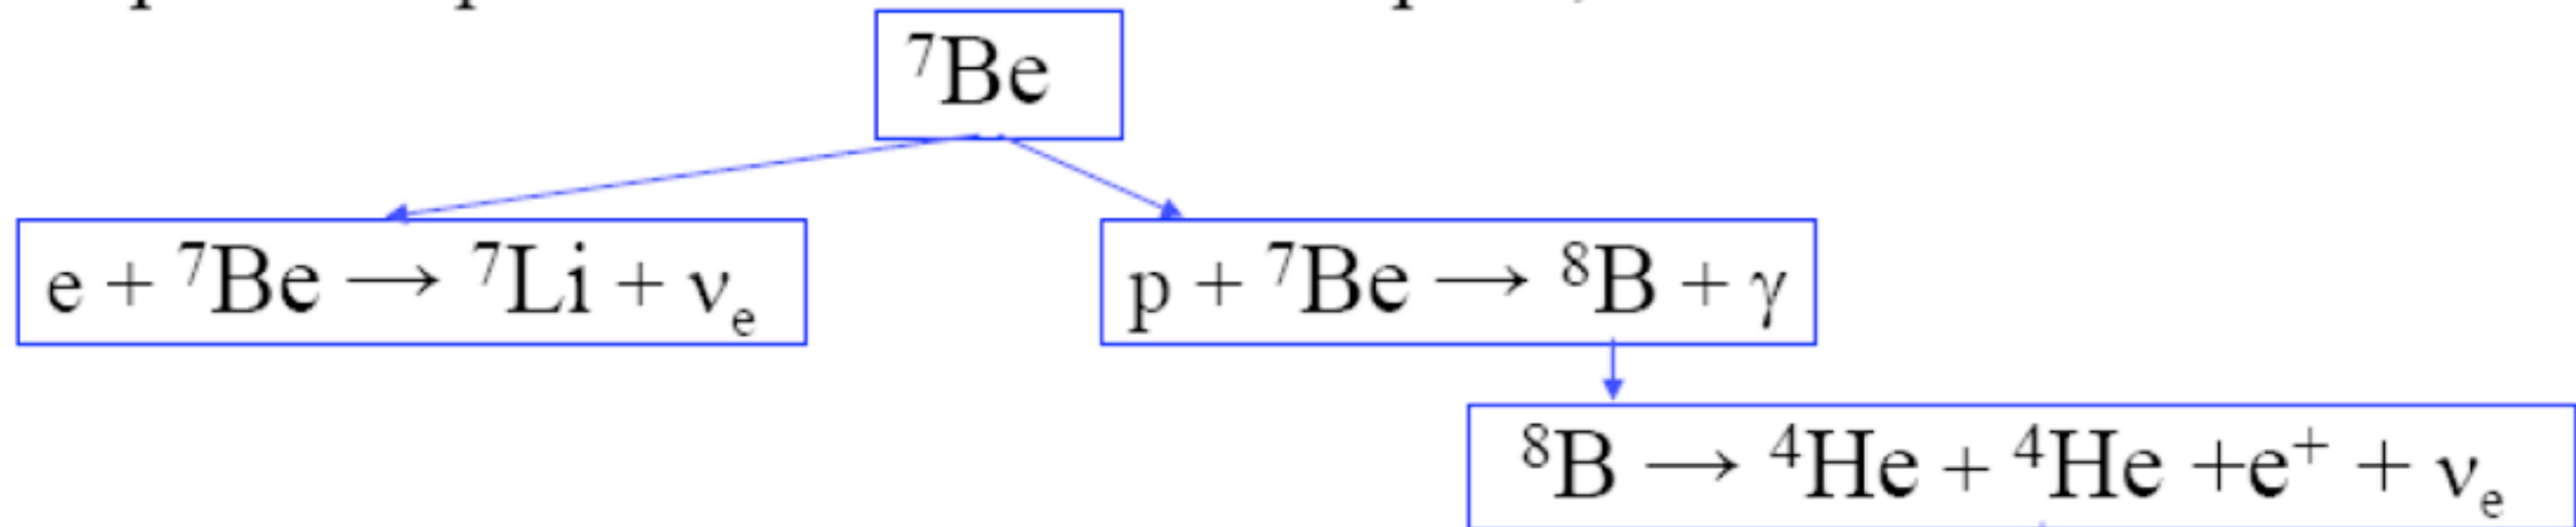 ⁷Be
e + ⁷Be → ⁷Li + νₑ
p + ⁷Be → ⁸B + γ
⁸B → ⁴He + ⁴He +e⁺ + νₑ